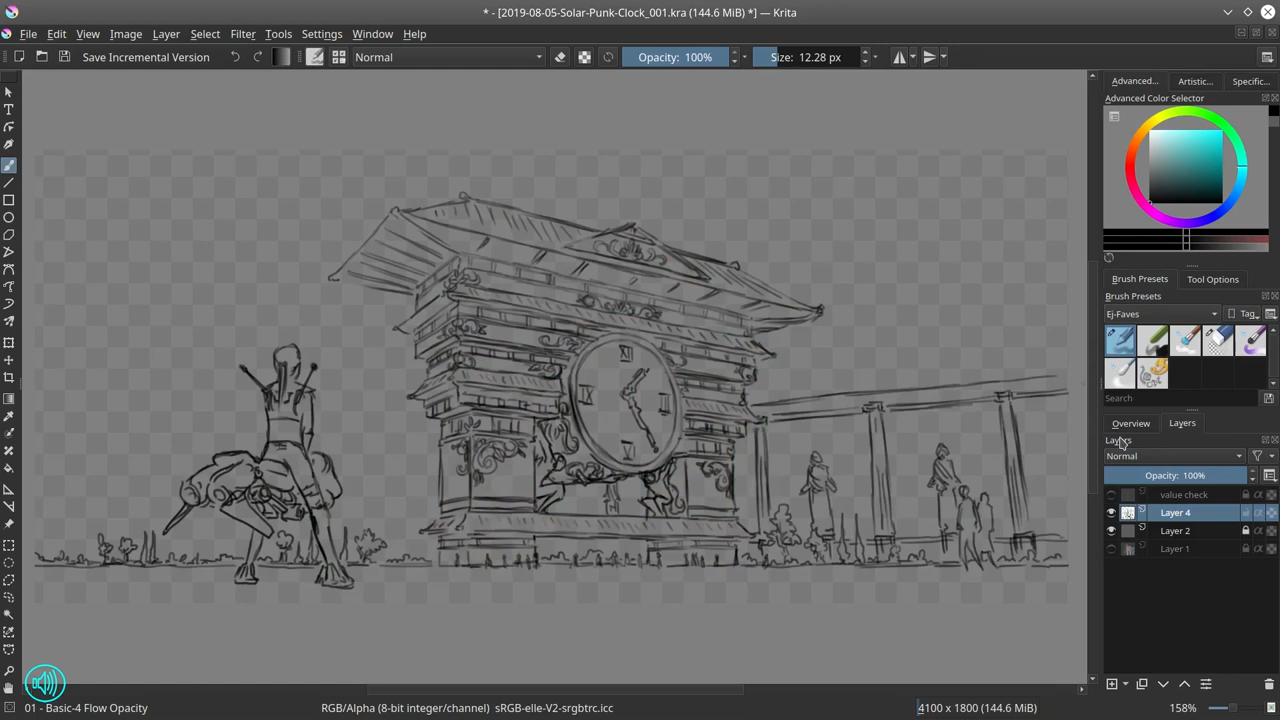 * - [2019-08-05-Solar-Punk-Clock_001.kra (144.6 MiB) *] — Krita
File Edit View Image Layer Select Filter Tools Settings Window Help
Save Incremental Version Normal Opacity: 100% Size: 12.28 px
Advanced... Artistic... Specific...
Advanced Color Selector
Brush Presets Tool Options
Brush Presets
Ej-Faves Tag
Search
Overview Layers
Layers
Normal
Opacity: 100%
value check
Layer 4
Layer 2
Layer 1
01 - Basic-4 Flow Opacity RGB/Alpha (8-bit integer/channel) sRGB-elle-V2-srgbtrc.icc 4100 x 1800 (144.6 MiB) 158%